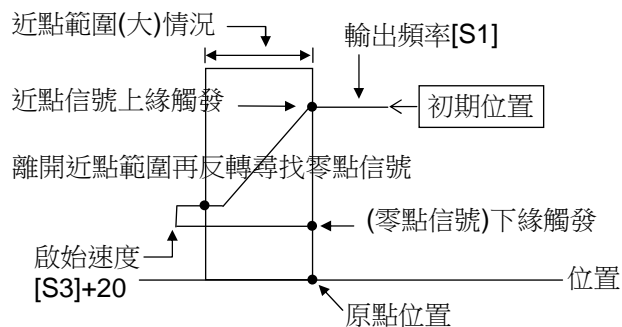 近點範圍(大)情況
輸出頻率[S1]
近點信號上緣觸發
初期位置
離開近點範圍再反轉尋找零點信號
(零點信號)下緣觸發
啟始速度
[S3]+20
位置
原點位置